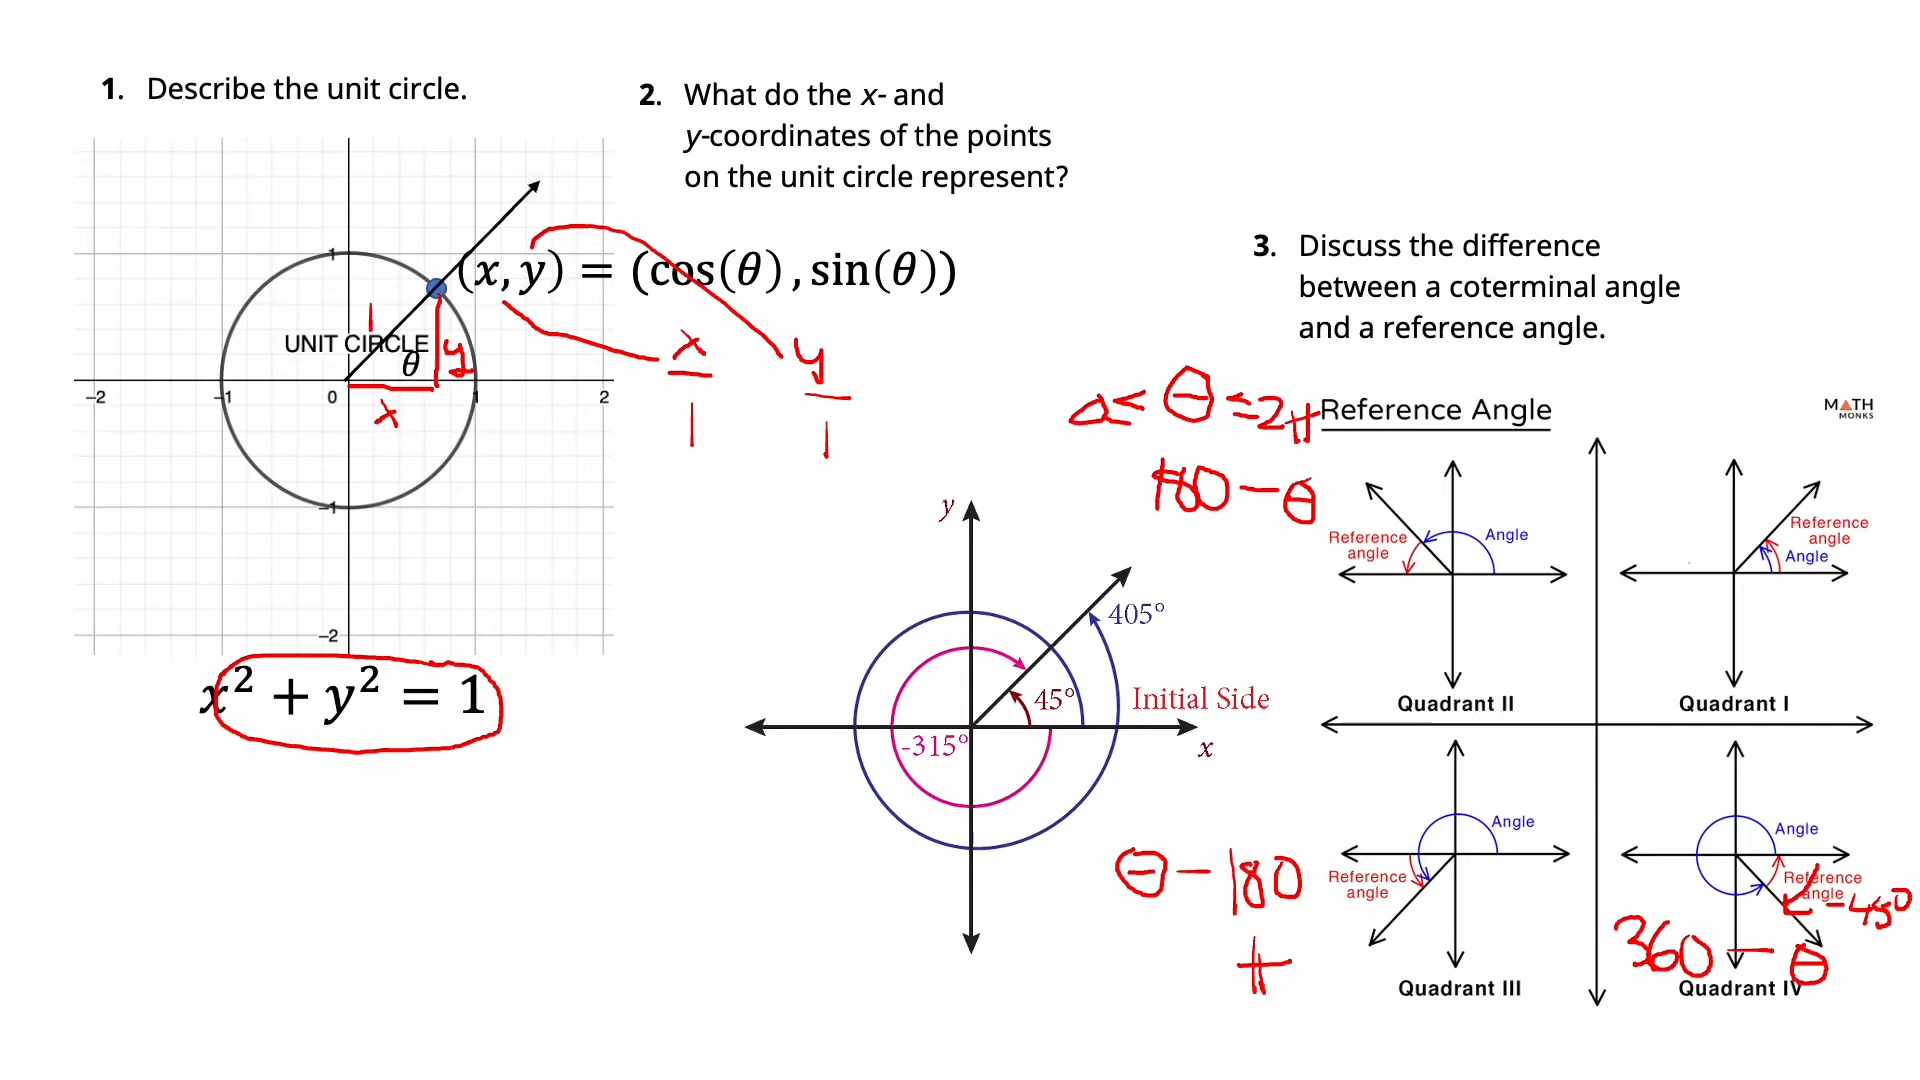 1. Describe the unit circle.
2. What do the x- and
y-coordinates of the points
on the unit circle represent?
1
(x, y) = (cos(θ), sin(θ))
1
UNIT CIRCLE
θ
y
x
-2
-1
0
1
2
-1
-2
x² + y² = 1
x
1
y
1
3. Discuss the difference
between a coterminal angle
and a reference angle.
y
405°
45°
Initial Side
-315°
x
≤ θ ≤ 2π
180 - θ
Reference Angle
MATH
MONKS
Reference
angle
Angle
Quadrant II
Reference
angle
Angle
Quadrant I
θ - 180
π
Angle
Reference
angle
Quadrant III
Angle
Reference
angle
-45°
360 - θ
Quadrant IV